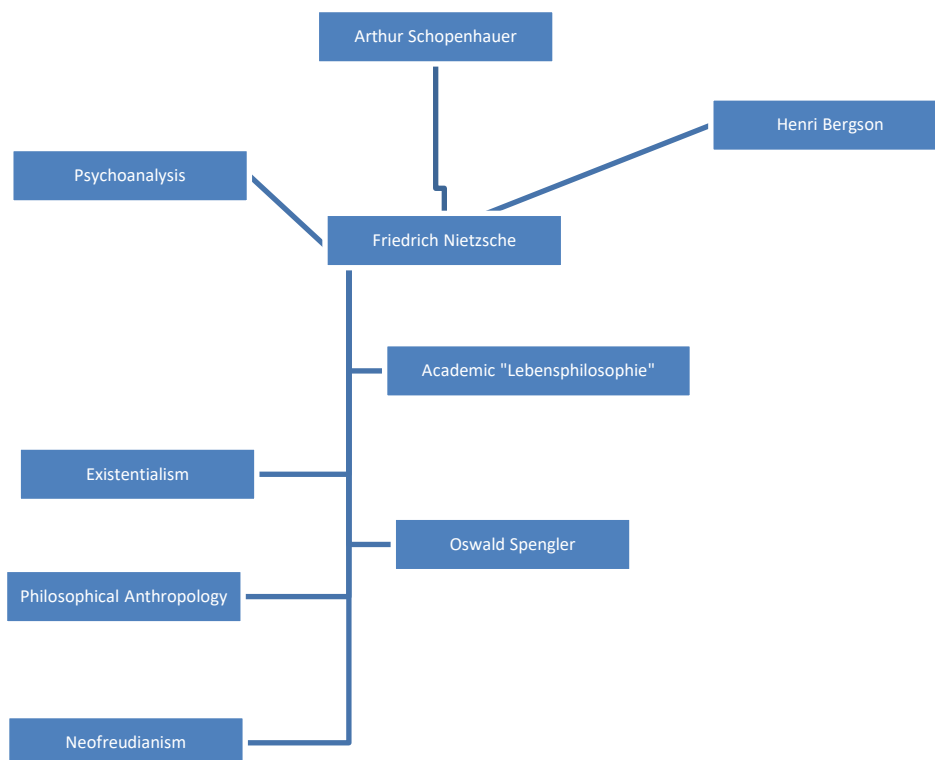 Arthur Schopenhauer
Henri Bergson
Psychoanalysis
Friedrich Nietzsche
Academic "Lebensphilosophie"
Existentialism
Oswald Spengler
Philosophical Anthropology
Neofreudianism